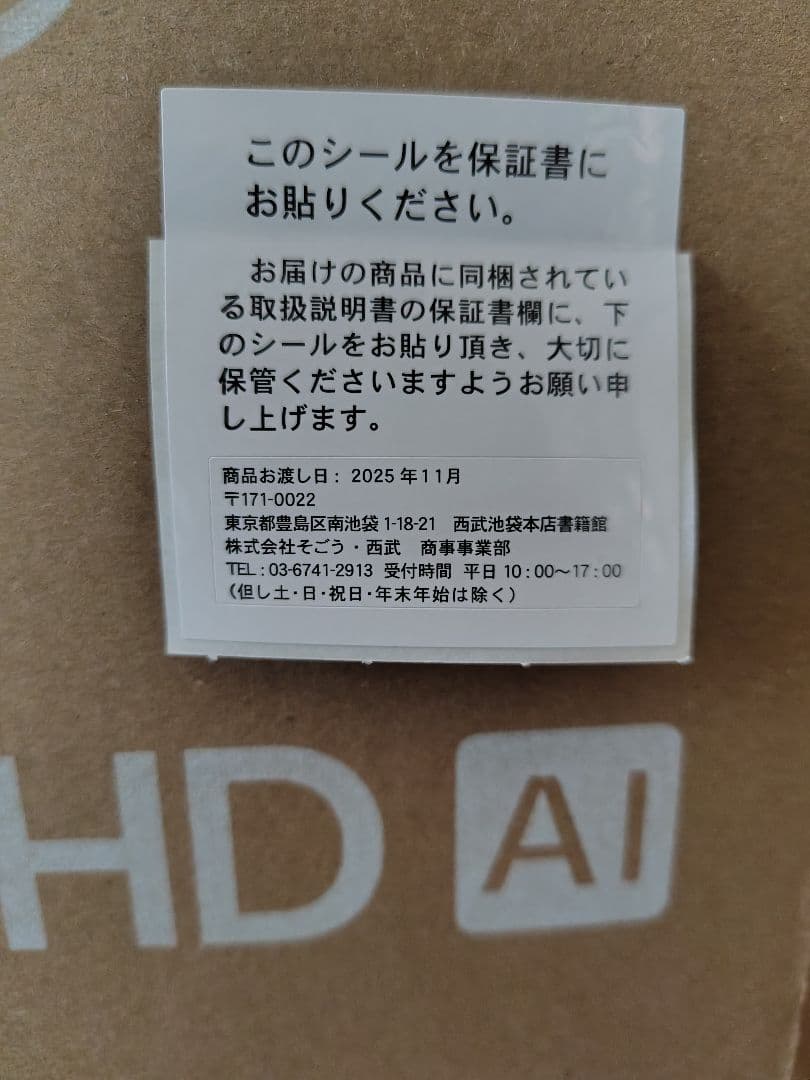 このシールを保証書に
お貼りください。
お届けの商品に同梱されてい
る取扱説明書の保証書欄に、下
のシールをお貼り頂き、大切に
保管くださいますようお願い申
し上げます。
商品お渡し日: 2025年11月
〒171-0022
東京都豊島区南池袋1-18-21 西武池袋本店書籍館
株式会社そごう・西武 商事事業部
TEL:03-6741-2913 受付時間 平日10:00〜17:00
(但し土・日・祝日・年末年始は除く)
HD AI